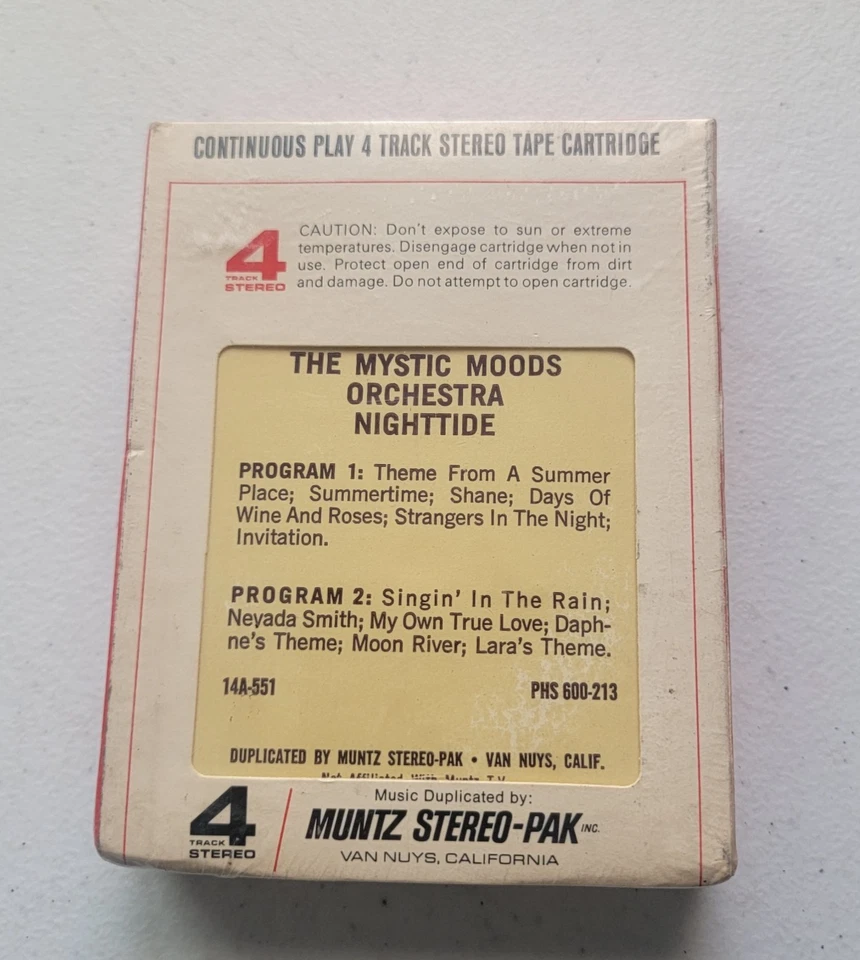 CONTINUOUS PLAY 4 TRACK STEREO TAPE CARTRIDGE
4
TRACK
STEREO
CAUTION: Don't expose to sun or extreme
temperatures. Disengage cartridge when not in
use. Protect open end of cartridge from dirt
and damage. Do not attempt to open cartridge.
THE MYSTIC MOODS
ORCHESTRA
NIGHTTIDE
PROGRAM 1: Theme From A Summer
Place; Summertime; Shane; Days Of
Wine And Roses; Strangers In The Night;
Invitation.
PROGRAM 2: Singin' In The Rain;
Neyada Smith; My Own True Love; Daph-
ne's Theme; Moon River; Lara's Theme.
14A-551 PHS 600-213
DUPLICATED BY MUNTZ STEREO-PAK • VAN NUYS, CALIF.
Not Affiliated With Muntz T.V.
4
TRACK
STEREO
Music Duplicated by:
MUNTZ STEREO-PAK INC.
VAN NUYS, CALIFORNIA